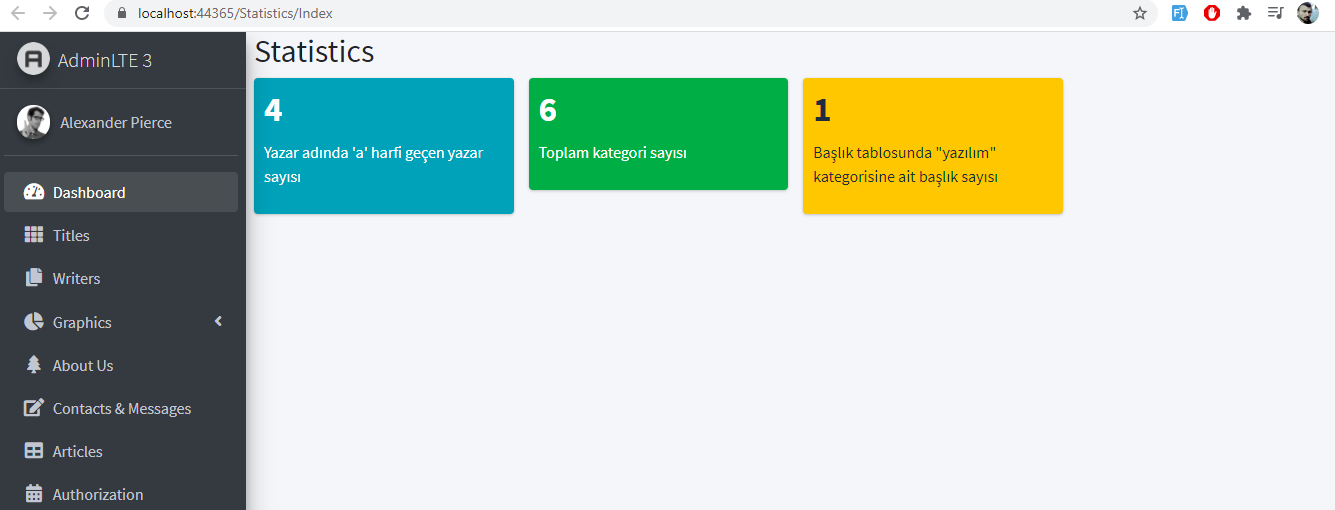 localhost:44365/Statistics/Index
AdminLTE 3
Alexander Pierce
Dashboard
Titles
Writers
Graphics
About Us
Contacts & Messages
Articles
Authorization
Statistics
4
Yazar adında 'a' harfi geçen yazar
sayısı
6
Toplam kategori sayısı
1
Başlık tablosunda "yazılım"
kategorisine ait başlık sayısı